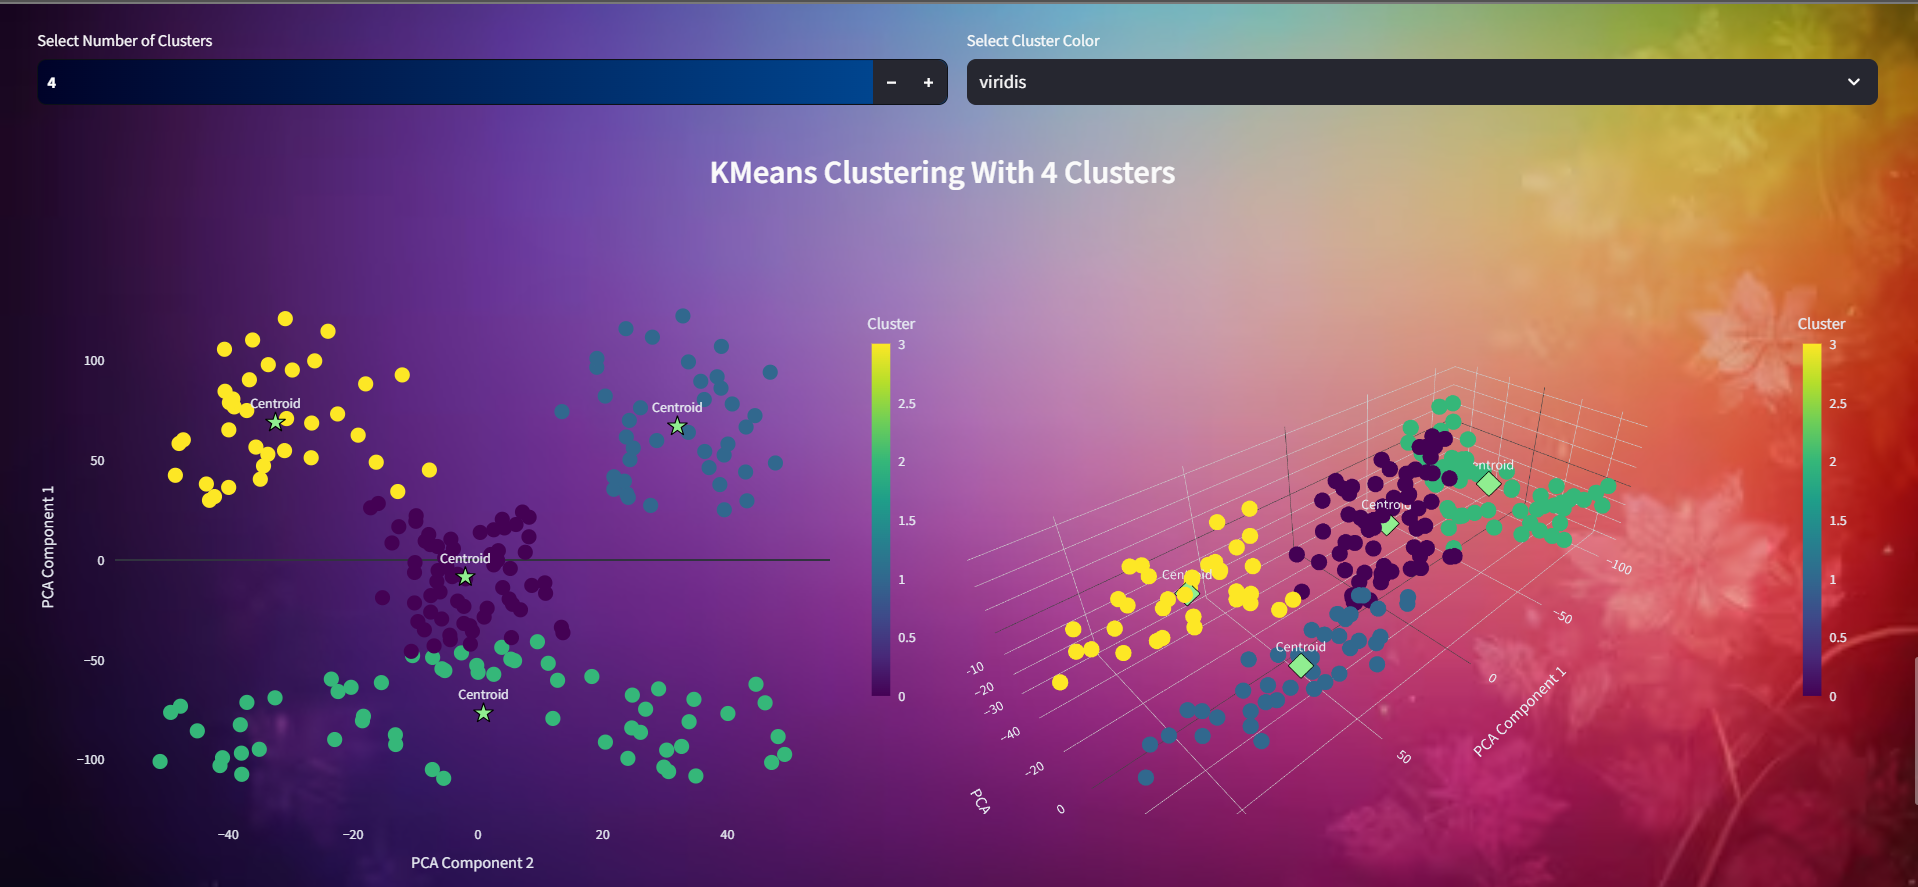 Select Number of Clusters
4
− +
Select Cluster Color
viridis
KMeans Clustering With 4 Clusters
100
50
0
−50
−100
PCA Component 1
−40
−20
0
20
40
PCA Component 2
Centroid
Centroid
Centroid
Centroid
Cluster
3
2.5
2
1.5
1
0.5
0
Centroid
Centroid
Centroid
-10
−20
−30
−40
−20
0
PCA
−100
−50
0
50
PCA Component 1
Cluster
3
2.5
2
1.5
1
0.5
0